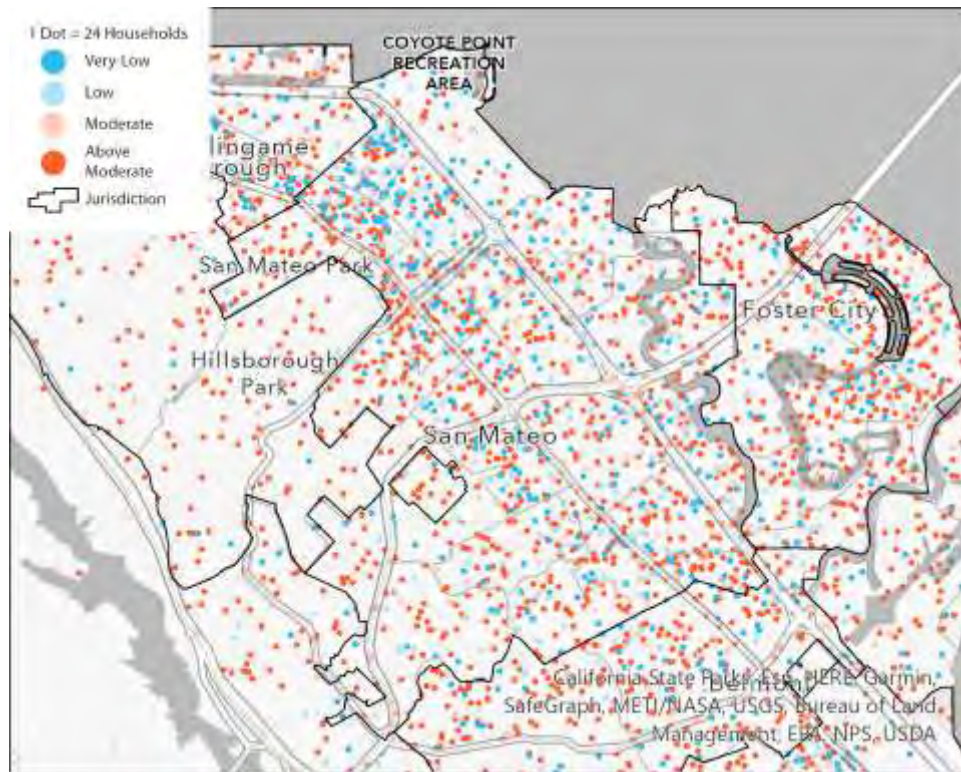 1 Dot = 24 Households
Very Low
Low
Moderate
Above
Moderate
Jurisdiction
COYOTE POINT
RECREATION
AREA
lingame
rough
San Mateo Park
Hillsborough
Park
Foster City
San Mateo
Belmont
California State Parks, Esri, HERE, Garmin,
SafeGraph, METI/NASA, USGS, Bureau of Land
Management, EPA, NPS, USDA